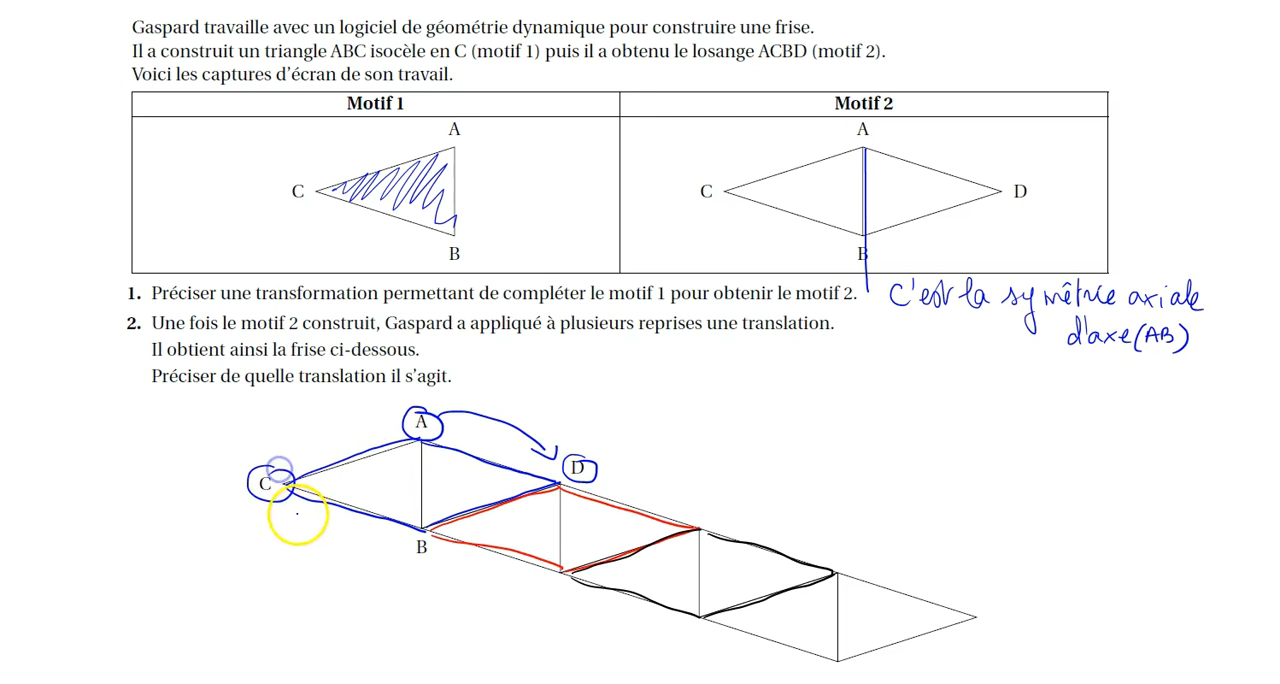 Gaspard travaille avec un logiciel de géométrie dynamique pour construire une frise.
Il a construit un triangle ABC isocèle en C (motif 1) puis il a obtenu le losange ACBD (motif 2).
Voici les captures d'écran de son travail.
Motif 1
Motif 2
A
C
B
A
C
D
B
1. Préciser une transformation permettant de compléter le motif 1 pour obtenir le motif 2.
C'est la symêtrie axiale
d'axe (AB)
2. Une fois le motif 2 construit, Gaspard a appliqué à plusieurs reprises une translation.
Il obtient ainsi la frise ci-dessous.
Préciser de quelle translation il s'agit.
A
D
C
B